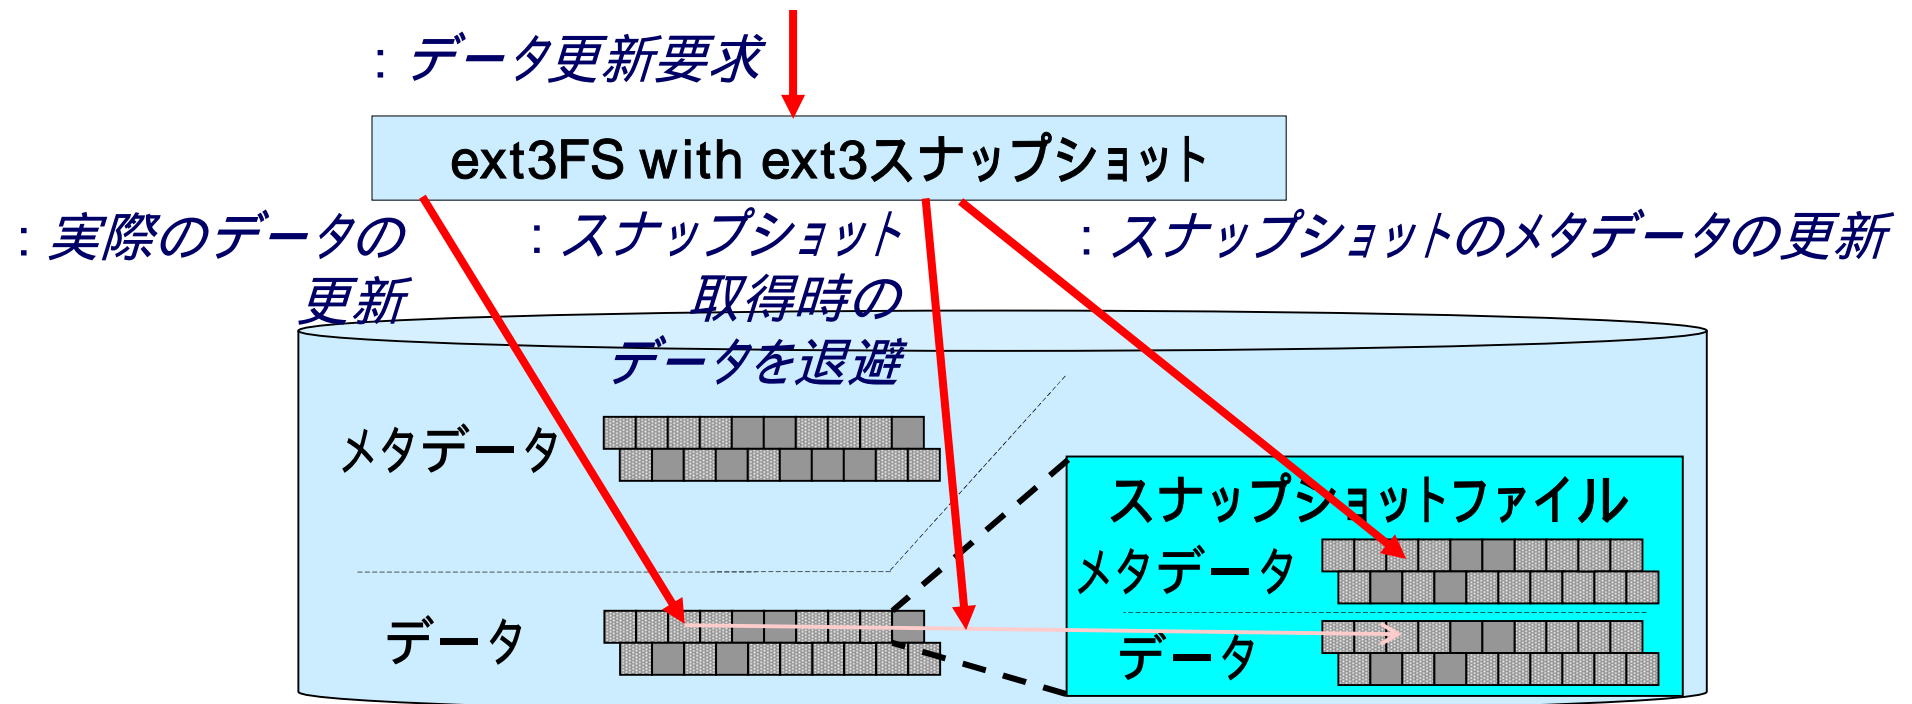 ：データ更新要求
ext3FS with ext3スナップショット
：実際のデータの
更新
：スナップショット
取得時の
データを退避
：スナップショットのメタデータの更新
メタデータ
データ
スナップショットファイル
メタデータ
データ